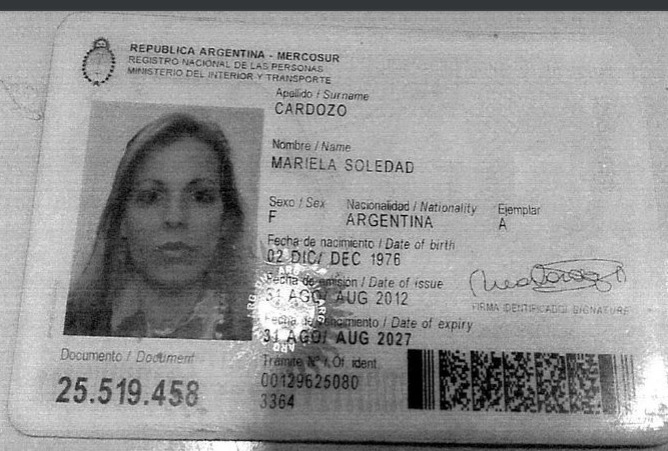 REPUBLICA ARGENTINA - MERCOSUR
REGISTRO NACIONAL DE LAS PERSONAS
MINISTERIO DEL INTERIOR Y TRANSPORTE
Apellido / Surname
CARDOZO
Nombre / Name
MARIELA SOLEDAD
Sexo / Sex Nacionalidad / Nationality Ejemplar
F ARGENTINA A
Fecha de nacimiento / Date of birth
02 DIC/ DEC 1976
Fecha de emisión / Date of issue
31 AGO/ AUG 2012
FIRMA IDENTIFICADO/ SIGNATURE
Fecha de vencimiento / Date of expiry
31 AGO/ AUG 2027
Documento / Document
25.519.458
Trámite Nº / Of. ident.
00129625080
3364